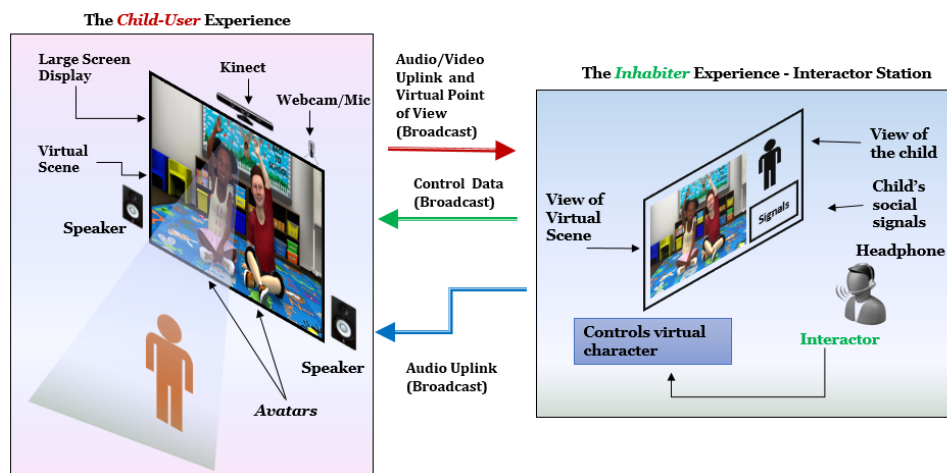 The Child-User Experience
Large Screen
Display
Kinect
Webcam/Mic
Virtual
Scene
Speaker
Speaker
Avatars
Audio/Video
Uplink and
Virtual Point
of View
(Broadcast)
Control Data
(Broadcast)
Audio Uplink
(Broadcast)
The Inhabiter Experience - Interactor Station
View of
the child
Child's
social
signals
View of
Virtual
Scene
Signals
Headphone
Controls virtual
character
Interactor